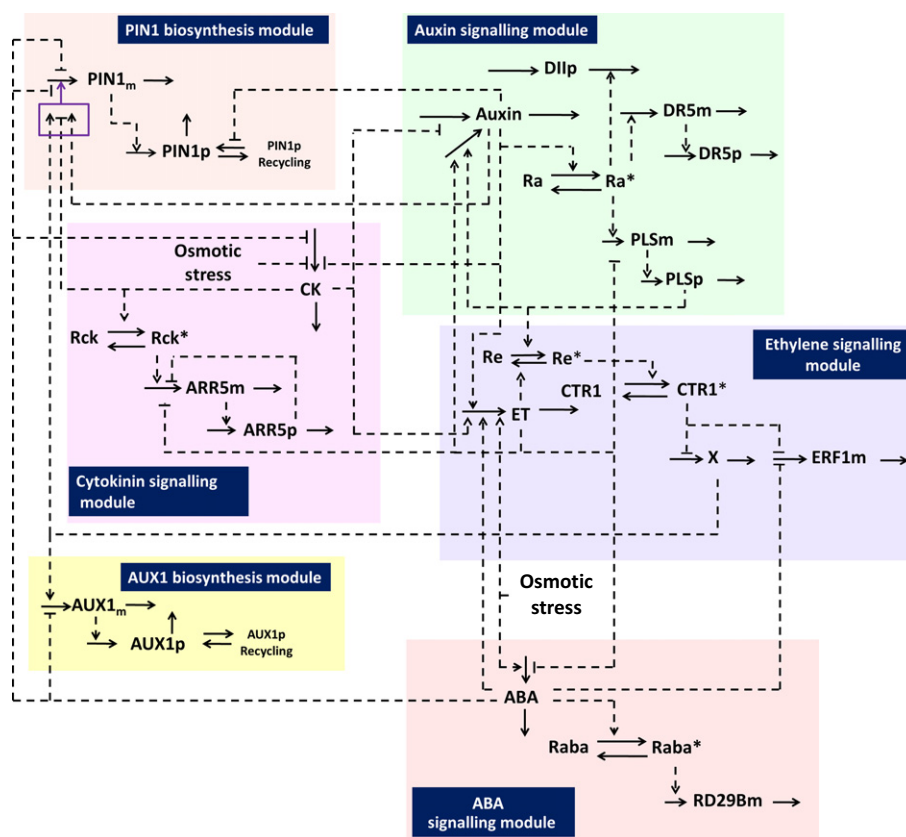 PIN1 biosynthesis module
PIN1m
PIN1p
PIN1p
Recycling
Auxin signalling module
DIIp
Auxin
DR5m
DR5p
Ra
Ra*
PLSm
PLSp
Osmotic
stress
CK
Rck
Rck*
ARR5m
ARR5p
Cytokinin signalling
module
Ethylene signalling
module
Re
Re*
CTR1
CTR1*
ET
X
ERF1m
AUX1 biosynthesis module
AUX1m
AUX1p
AUX1p
Recycling
Osmotic
stress
ABA
Raba
Raba*
RD29Bm
ABA
signalling module